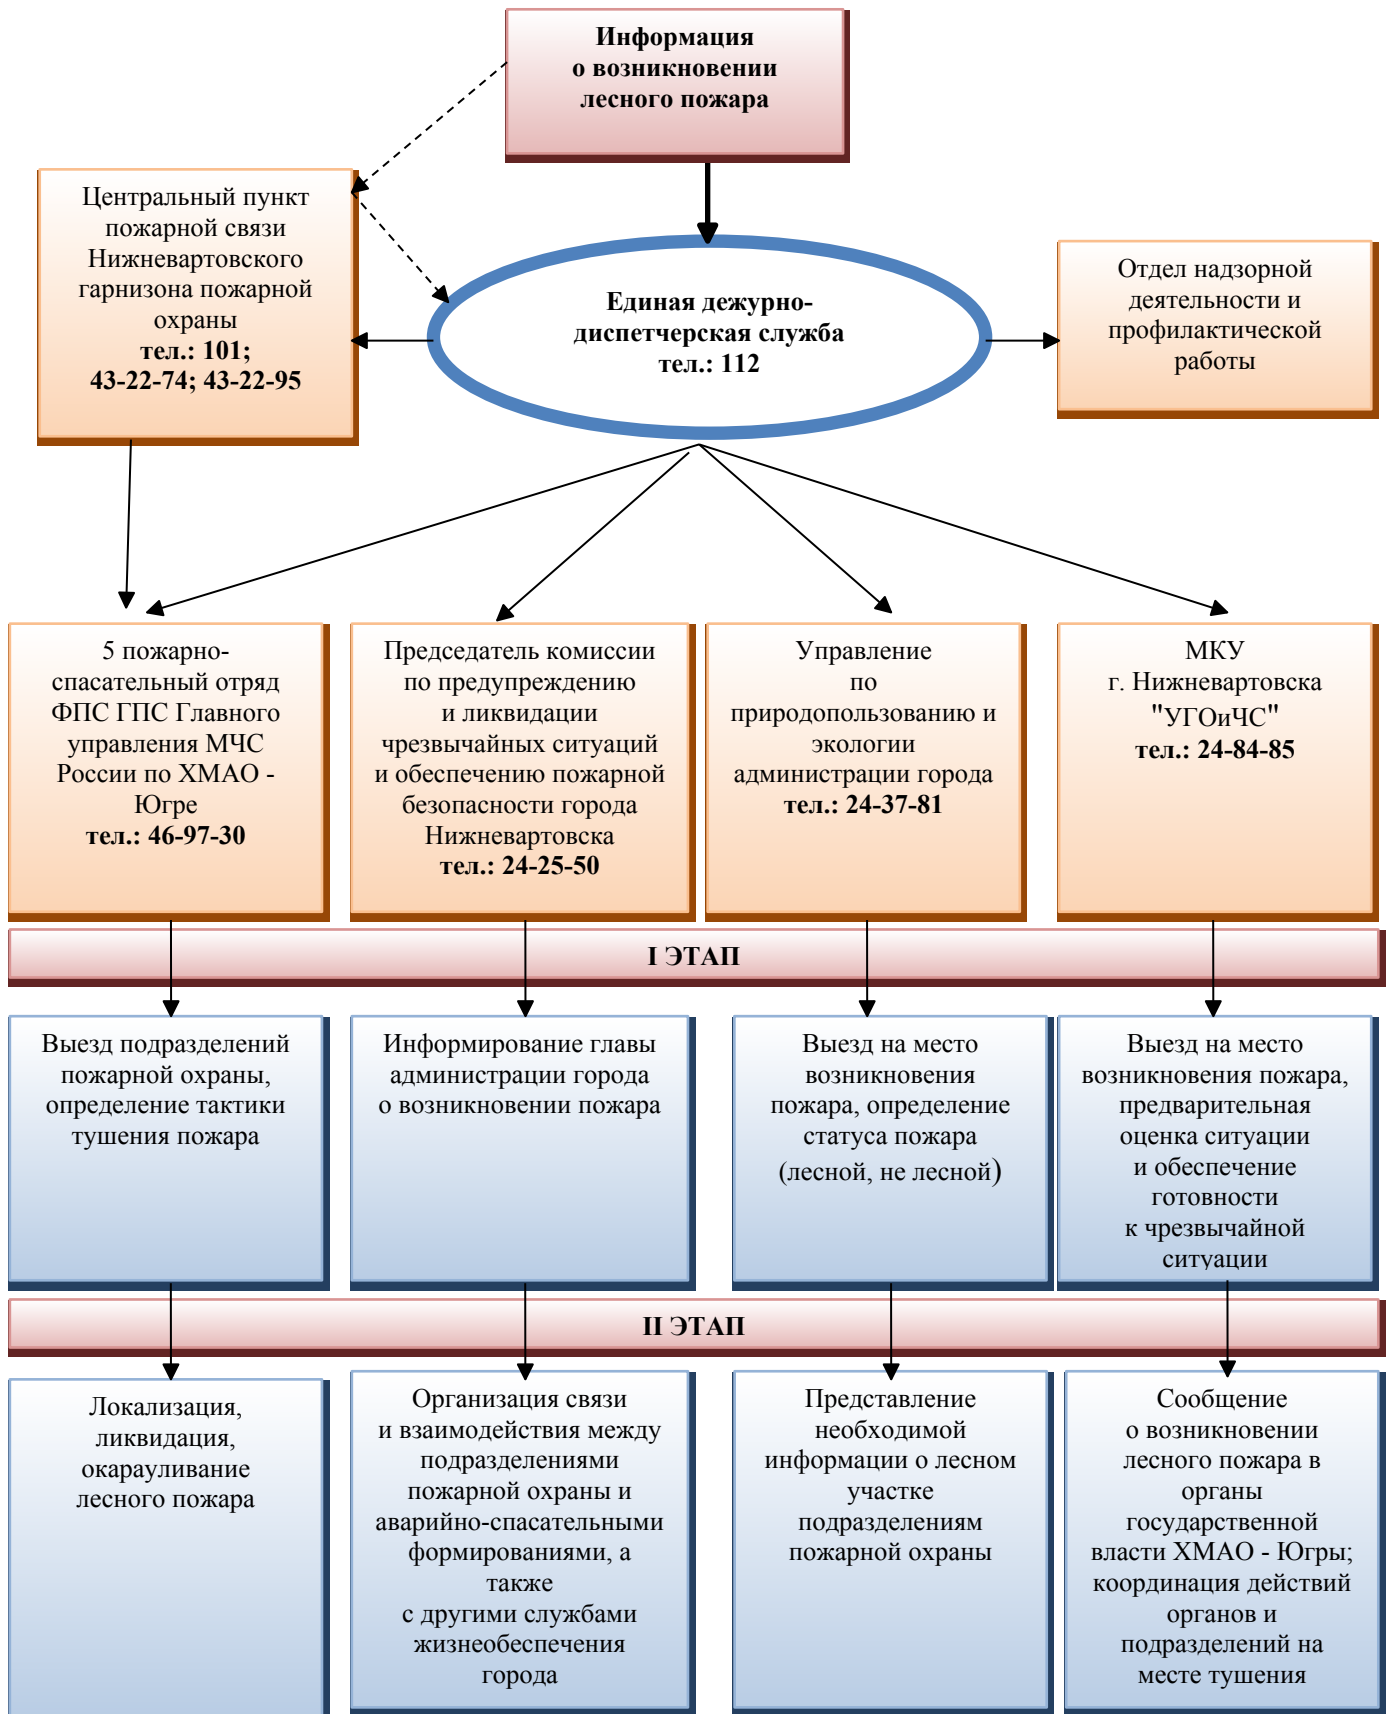 Информация
о возникновении
лесного пожара
Центральный пункт
пожарной связи
Нижневартовского
гарнизона пожарной
охраны
тел.: 101;
43-22-74; 43-22-95
Единая дежурно-
диспетчерская служба
тел.: 112
Отдел надзорной
деятельности и
профилактической
работы
5 пожарно-
спасательный отряд
ФПС ГПС Главного
управления МЧС
России по ХМАО -
Югре
тел.: 46-97-30
Председатель комиссии
по предупреждению
и ликвидации
чрезвычайных ситуаций
и обеспечению пожарной
безопасности города
Нижневартовска
тел.: 24-25-50
Управление
по
природопользованию и
экологии
администрации города
тел.: 24-37-81
МКУ
г. Нижневартовска
"УГОиЧС"
тел.: 24-84-85
I ЭТАП
Выезд подразделений
пожарной охраны,
определение тактики
тушения пожара
Информирование главы
администрации города
о возникновении пожара
Выезд на место
возникновения
пожара, определение
статуса пожара
(лесной, не лесной)
Выезд на место
возникновения пожара,
предварительная
оценка ситуации
и обеспечение
готовности
к чрезвычайной
ситуации
II ЭТАП
Локализация,
ликвидация,
окарауливание
лесного пожара
Организация связи
и взаимодействия между
подразделениями
пожарной охраны и
аварийно-спасательными
формированиями, а
также
с другими службами
жизнеобеспечения
города
Представление
необходимой
информации о лесном
участке
подразделениям
пожарной охраны
Сообщение
о возникновении
лесного пожара в
органы
государственной
власти ХМАО - Югры;
координация действий
органов и
подразделений на
месте тушения